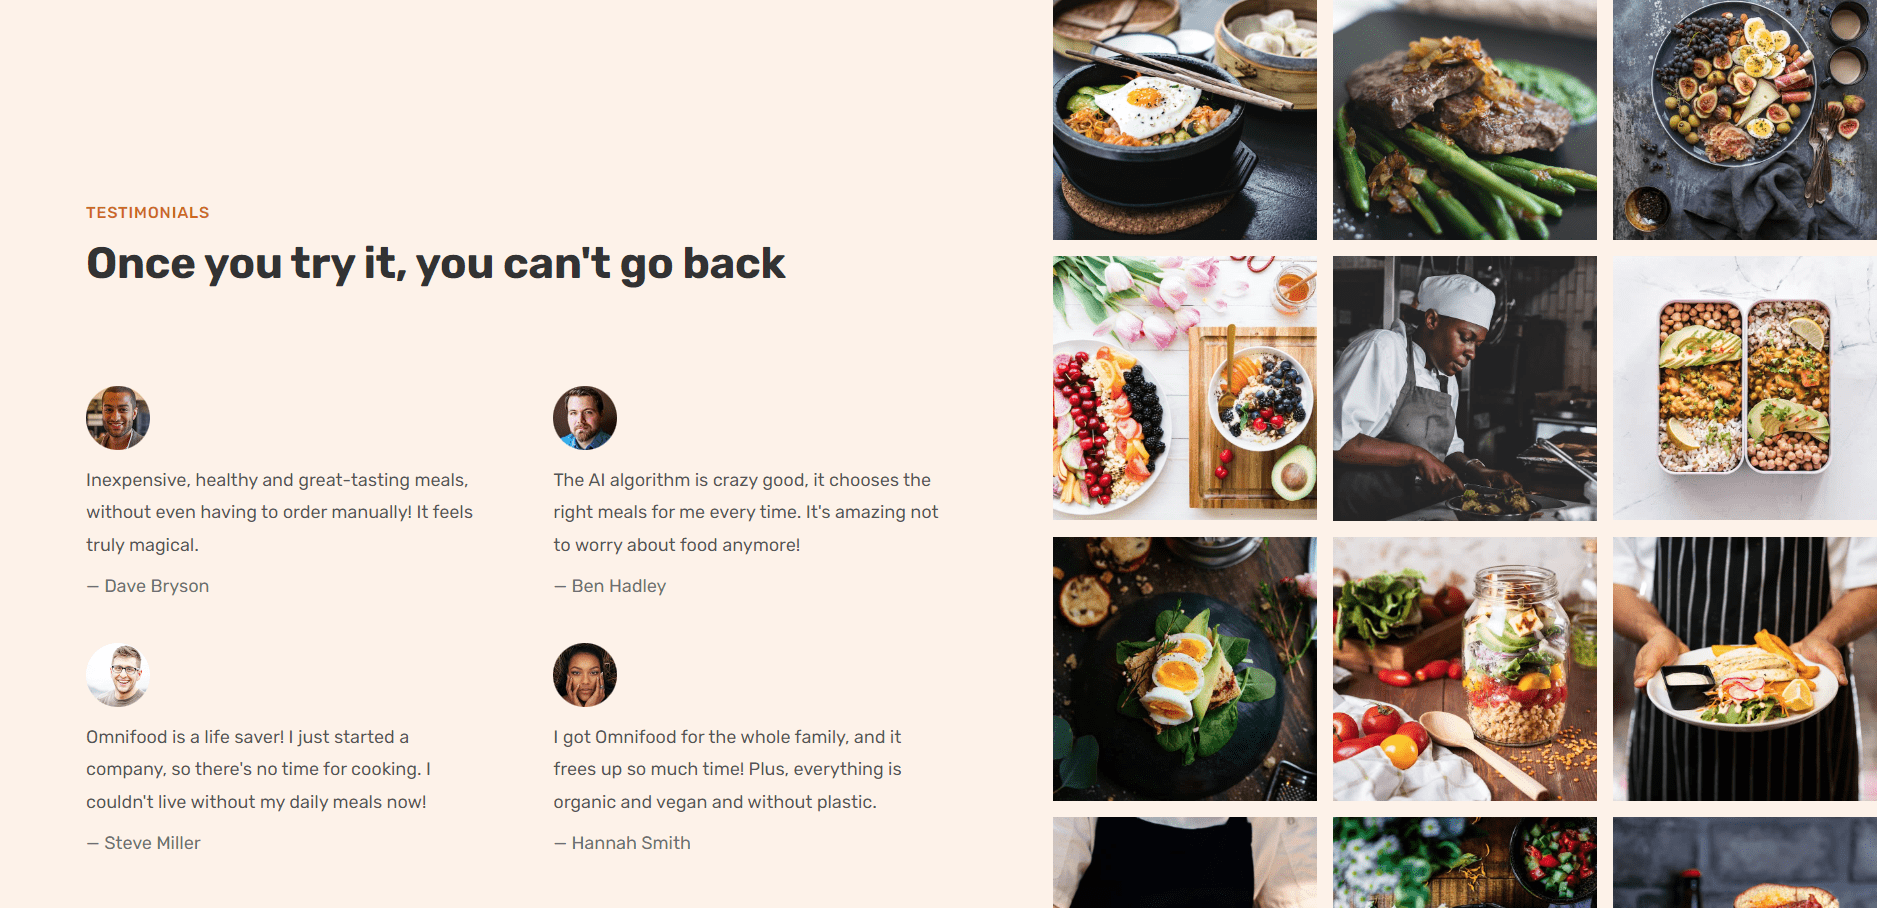 TESTIMONIALS
Once you try it, you can't go back
Inexpensive, healthy and great-tasting meals,
without even having to order manually! It feels
truly magical.
— Dave Bryson
The AI algorithm is crazy good, it chooses the
right meals for me every time. It's amazing not
to worry about food anymore!
— Ben Hadley
Omnifood is a life saver! I just started a
company, so there's no time for cooking. I
couldn't live without my daily meals now!
— Steve Miller
I got Omnifood for the whole family, and it
frees up so much time! Plus, everything is
organic and vegan and without plastic.
— Hannah Smith